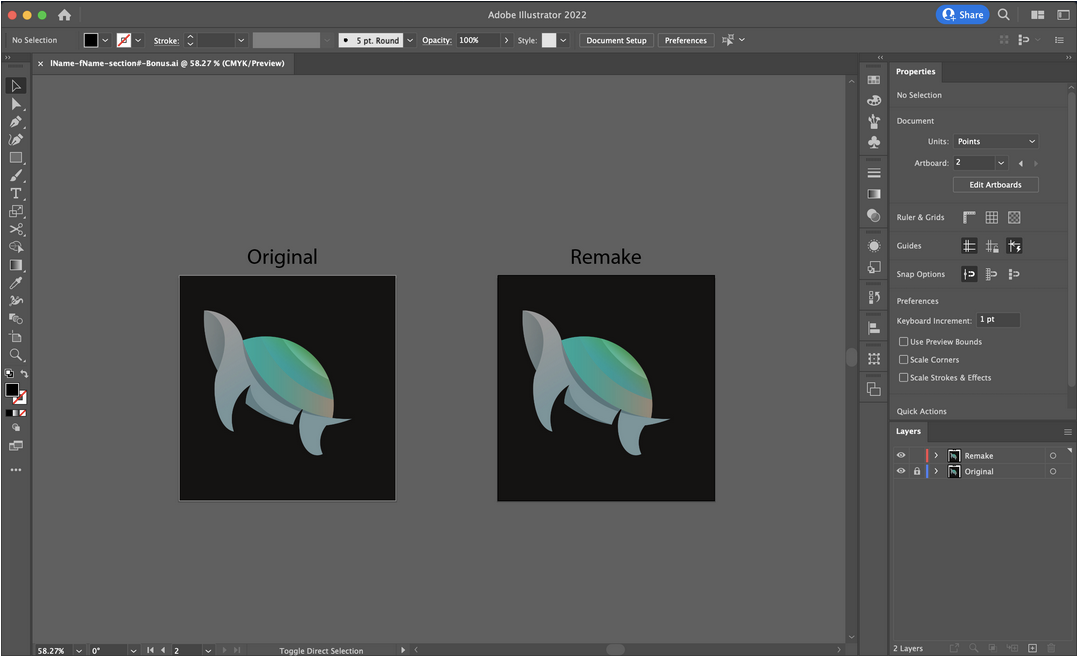 Adobe Illustrator 2022
Share
No Selection
Stroke:
5 pt. Round
Opacity: 100%
Style:
Document Setup
Preferences
× lName-fName-section#-Bonus.ai @ 58.27 % (CMYK/Preview)
Original
Remake
Properties
No Selection
Document
Units: Points
Artboard: 2
Edit Artboards
Ruler & Grids
Guides
Snap Options
Preferences
Keyboard Increment: 1 pt
Use Preview Bounds
Scale Corners
Scale Strokes & Effects
Quick Actions
Layers
Remake
Original
2 Layers
58.27%
0°
2
Toggle Direct Selection